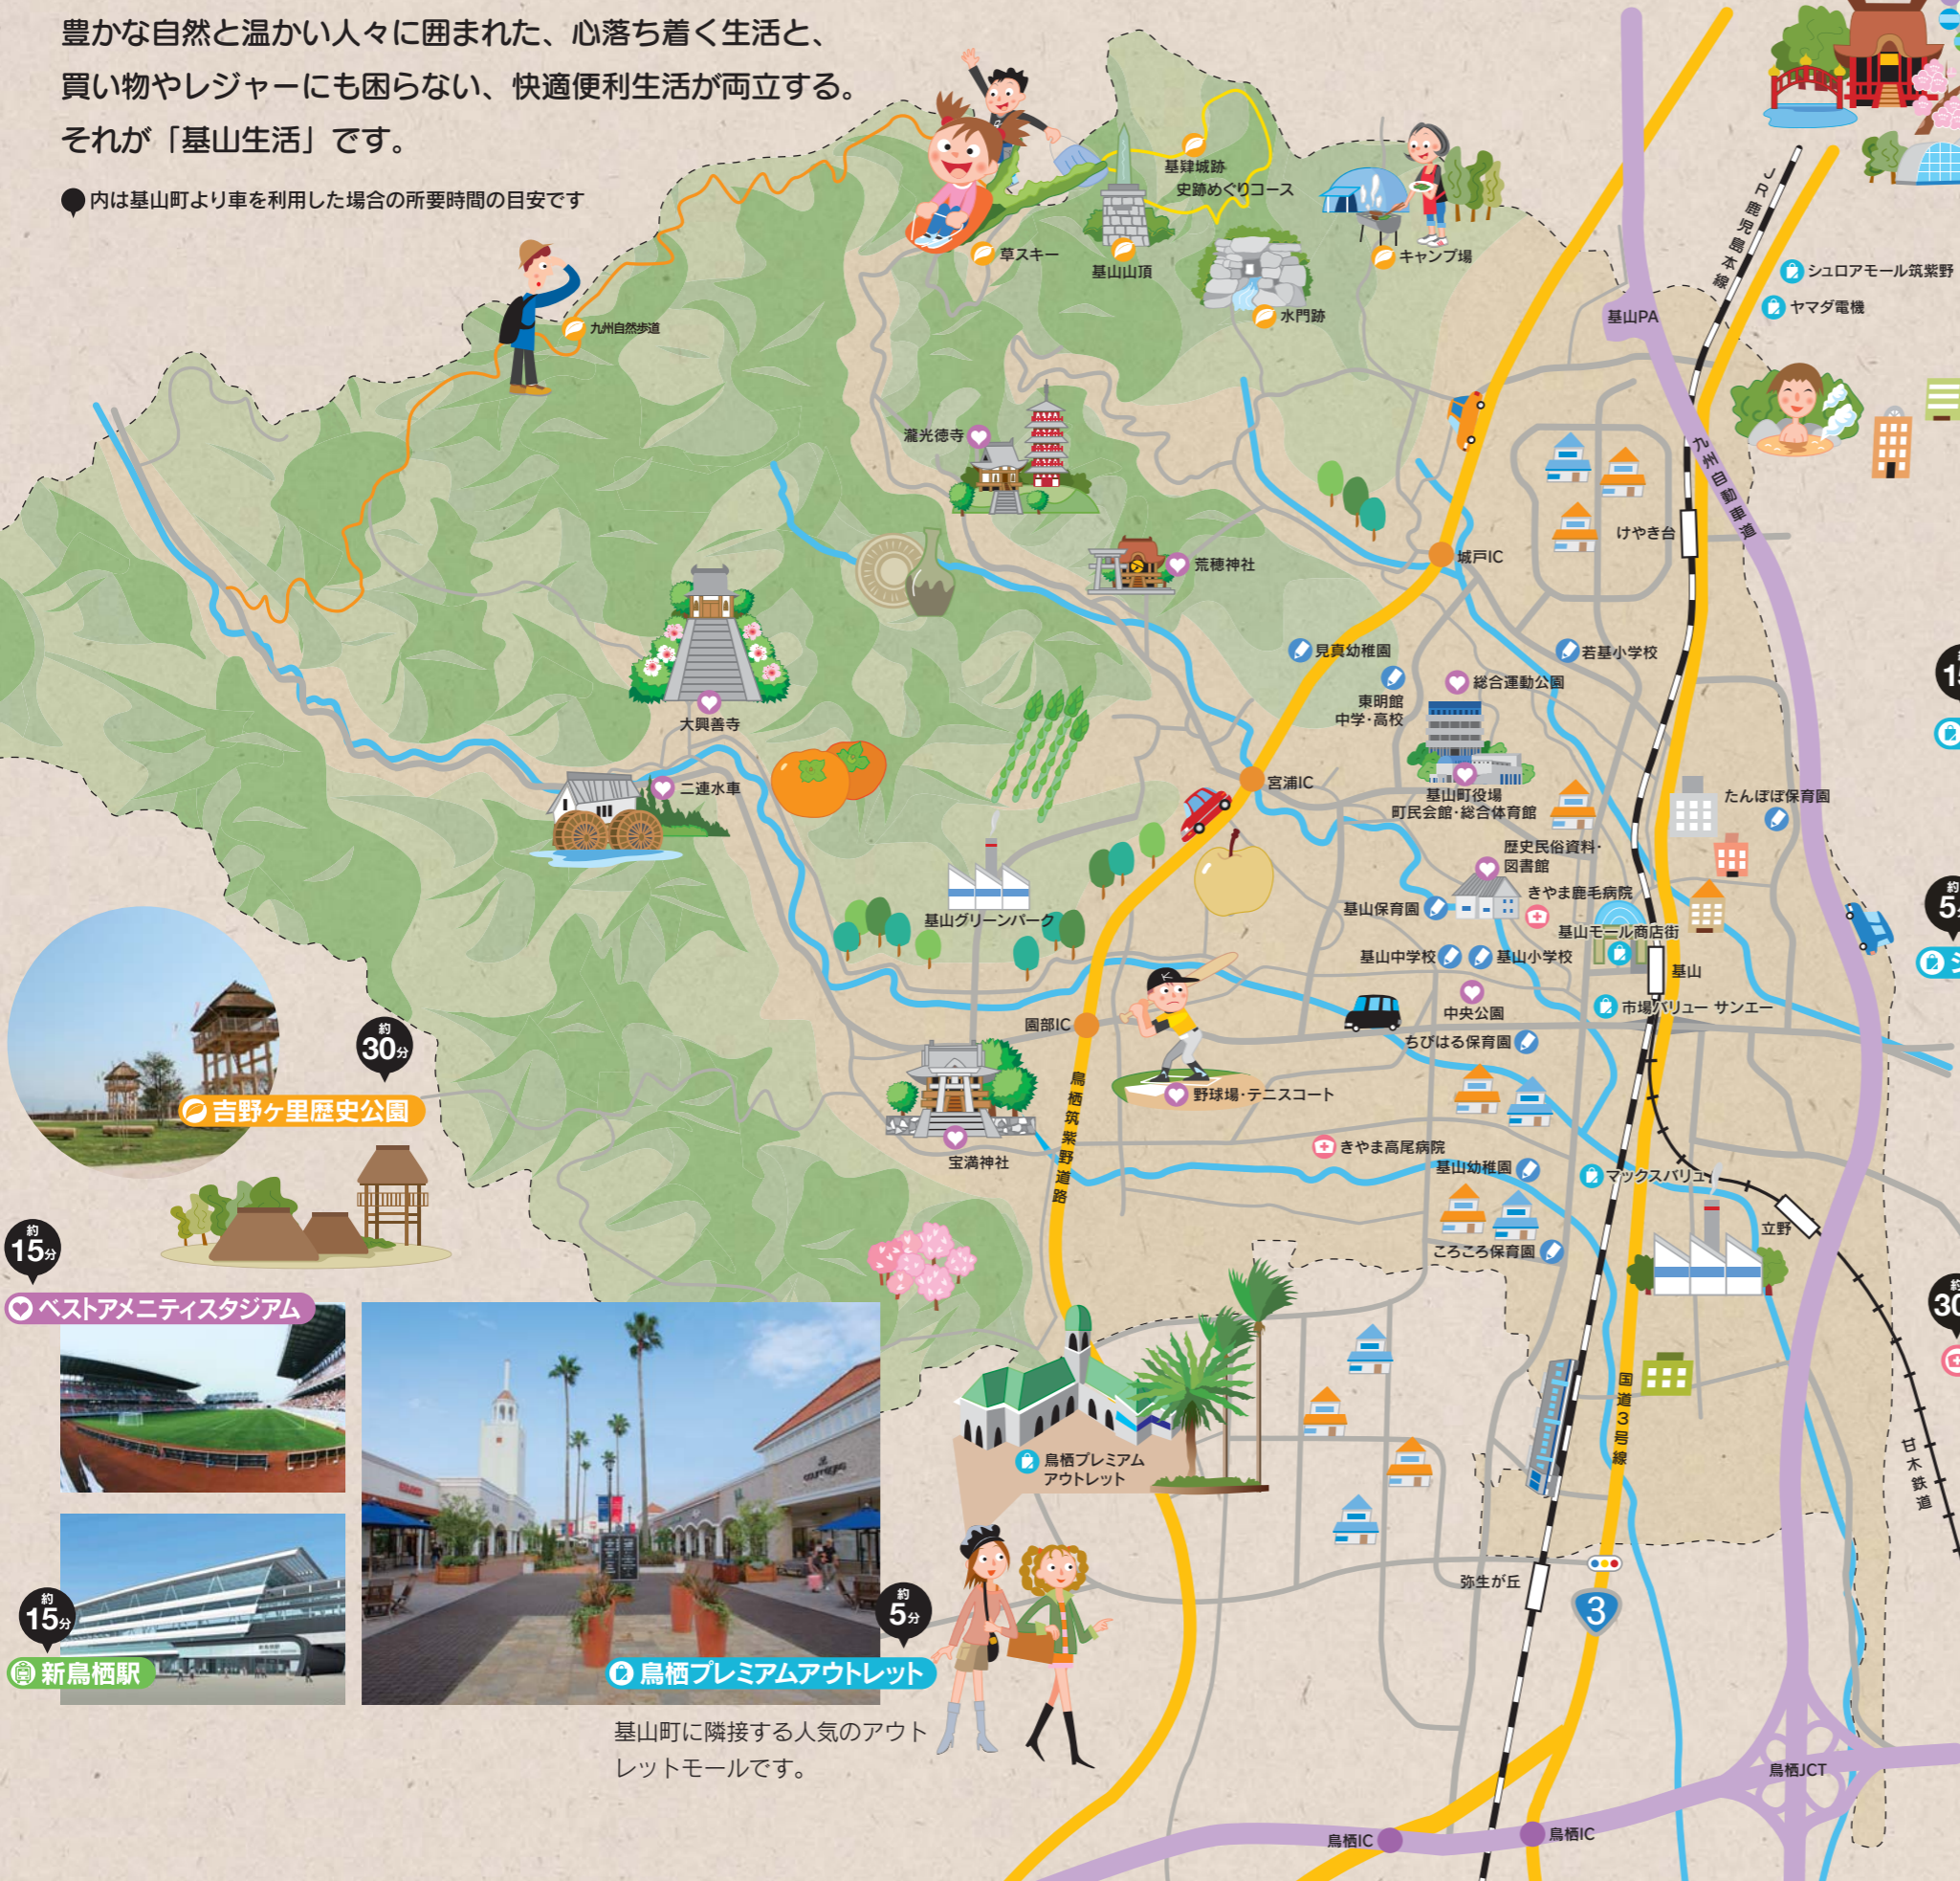 豊かな自然と温かい人々に囲まれた、心落ち着く生活と、
買い物やレジャーにも困らない、快適便利生活が両立する。
それが「基山生活」です。
内は基山町より車を利用した場合の所要時間の目安です
基肄城跡
史跡めぐりコース
草スキー
基山山頂
キャンプ場
水門跡
九州自然歩道
JR鹿児島本線
シュロアモール筑紫野
ヤマダ電機
基山PA
九州自動車道
瀧光徳寺
けやき台
荒穂神社
城戸IC
見真幼稚園
若基小学校
東明館
中学・高校
総合運動公園
大興善寺
二連水車
宮浦IC
基山町役場
町民会館・総合体育館
たんぽぽ保育園
歴史民俗資料・
図書館
きやま鹿毛病院
基山保育園
基山グリーンパーク
基山モール商店街
基山中学校
基山小学校
基山
中央公園
市場バリュー サンエー
園部IC
ちびはる保育園
鳥栖筑紫野道路
野球場・テニスコート
宝満神社
きやま高尾病院
基山幼稚園
マックスバリュ
立野
ころころ保育園
約
30分
吉野ヶ里歴史公園
約
15分
ベストアメニティスタジアム
約
15分
新鳥栖駅
約
5分
鳥栖プレミアムアウトレット
基山町に隣接する人気のアウト
レットモールです。
鳥栖プレミアム
アウトレット
国道3号線
甘木鉄道
弥生が丘
3
鳥栖JCT
鳥栖IC
鳥栖IC